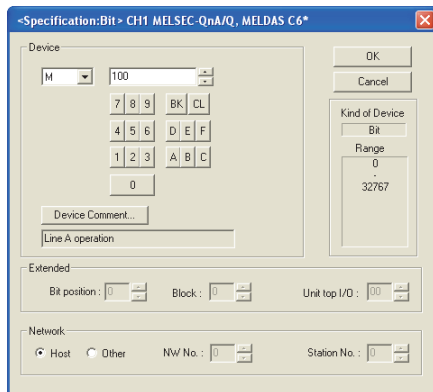 <Specification:Bit> CH1 MELSEC-QnA/Q, MELDAS C6*
Device
M 100
7 8 9 BK CL
4 5 6 D E F
1 2 3 A B C
0
Device Comment...
Line A operation
OK
Cancel
Kind of Device
Bit
Range
0
-
32767
Extended
Bit position : 0 Block : 0 Unit top I/O : 00
Network
Host Other NW No. : 0 Station No. : 0